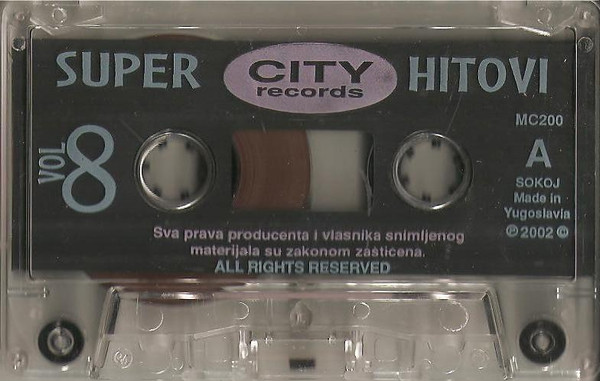 SUPER CITY records HITOVI
VOL 8
MC200
A
SOKOJ
Made in
Yugoslavia
℗ 2002 ©
Sva prava producenta i vlasnika snimljenog
materijala su zakonom zaštićena.
ALL RIGHTS RESERVED